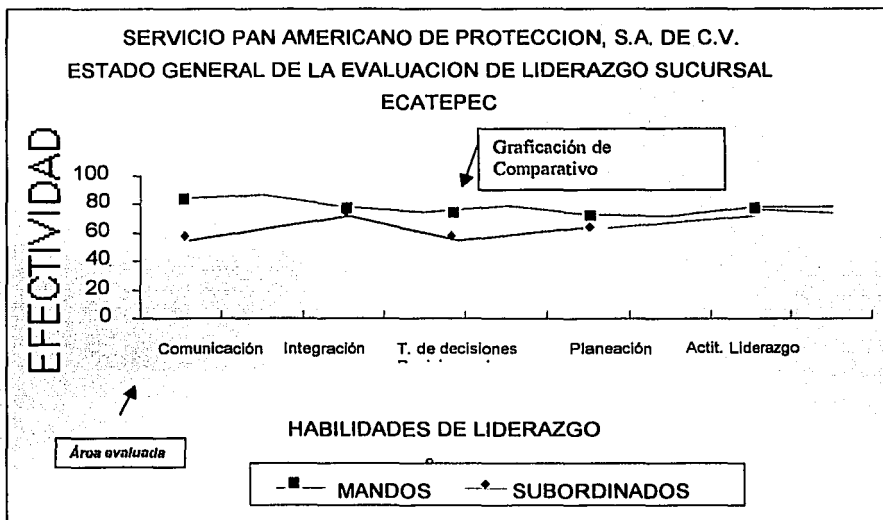 SERVICIO PAN AMERICANO DE PROTECCION, S.A. DE C.V.
ESTADO GENERAL DE LA EVALUACION DE LIDERAZGO SUCURSAL
ECATEPEC
Graficación de
Comparativo
EFECTIVIDAD
100
80
60
40
20
0
Comunicación Integración T. de decisiones Planeación Actit. Liderazgo
Área evaluada
HABILIDADES DE LIDERAZGO
MANDOS SUBORDINADOS